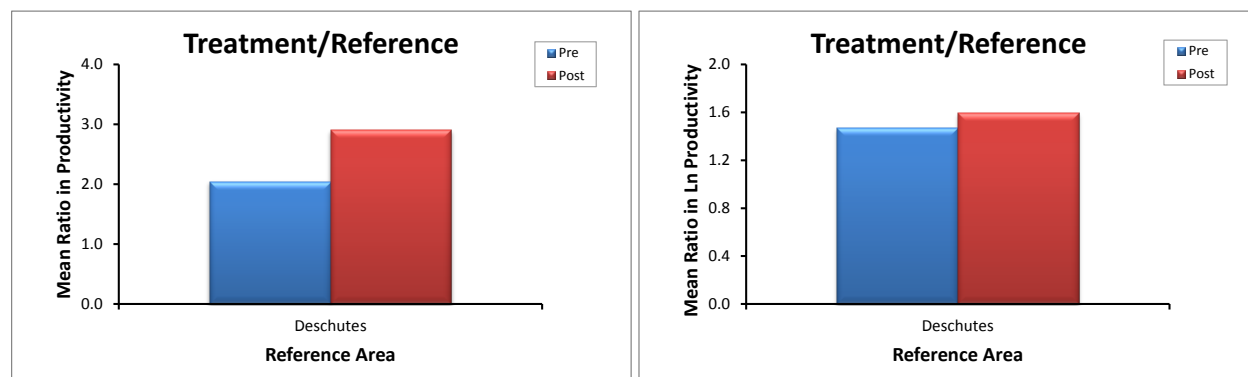 Treatment/Reference
Pre
Post
Mean Ratio in Productivity
4.0
3.0
2.0
1.0
0.0
Deschutes
Reference Area
Treatment/Reference
Pre
Post
Mean Ratio in Ln Productivity
2.0
1.6
1.2
0.8
0.4
0.0
Deschutes
Reference Area